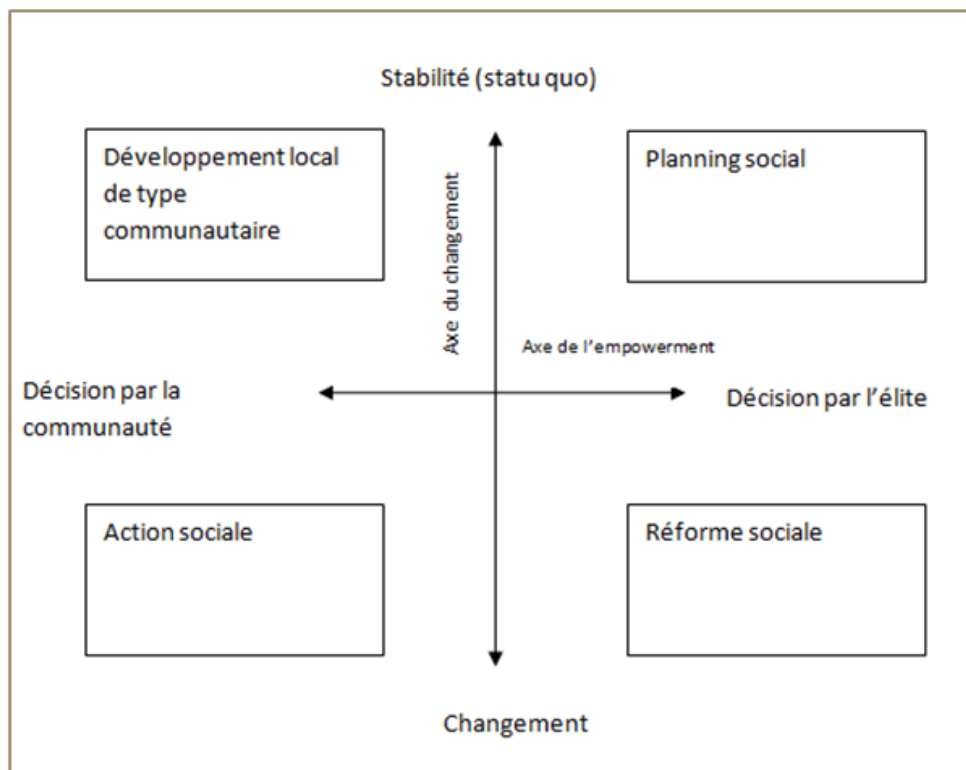 Stabilité (statu quo)
Développement local
de type
communautaire
Planning social
Axe du changement
Axe de l'empowerment
Décision par la
communauté
Décision par l'élite
Action sociale
Réforme sociale
Changement